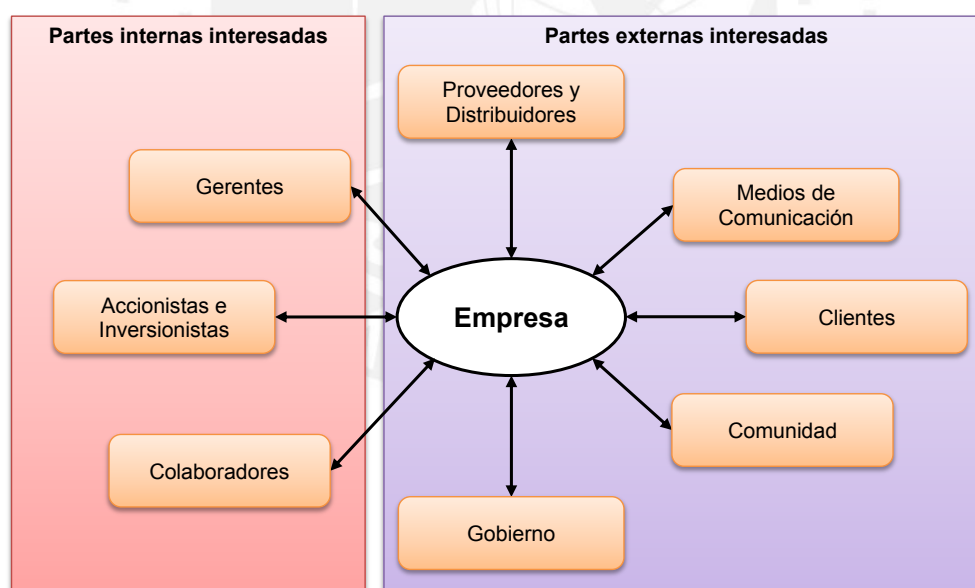 Partes internas interesadas
Partes externas interesadas
Proveedores y
Distribuidores
Gerentes
Medios de
Comunicación
Accionistas e
Inversionistas
Empresa
Clientes
Comunidad
Colaboradores
Gobierno